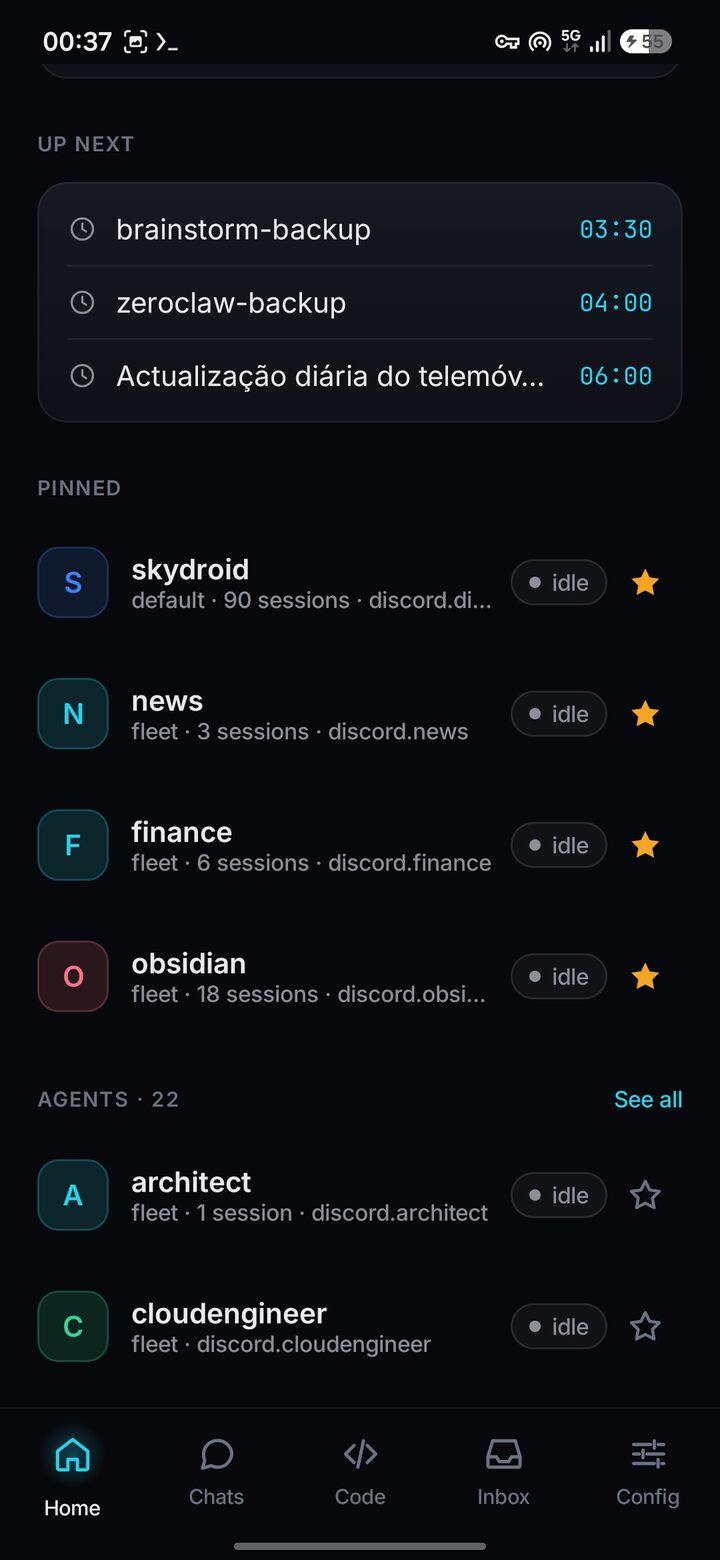 00:37
5G
55
UP NEXT
brainstorm-backup 03:30
zeroclaw-backup 04:00
Actualização diária do telemóv... 06:00
PINNED
S
skydroid
default · 90 sessions · discord.di...
idle
N
news
fleet · 3 sessions · discord.news
idle
F
finance
fleet · 6 sessions · discord.finance
idle
O
obsidian
fleet · 18 sessions · discord.obsi...
idle
AGENTS · 22 See all
A
architect
fleet · 1 session · discord.architect
idle
C
cloudengineer
fleet · discord.cloudengineer
idle
Home Chats Code Inbox Config